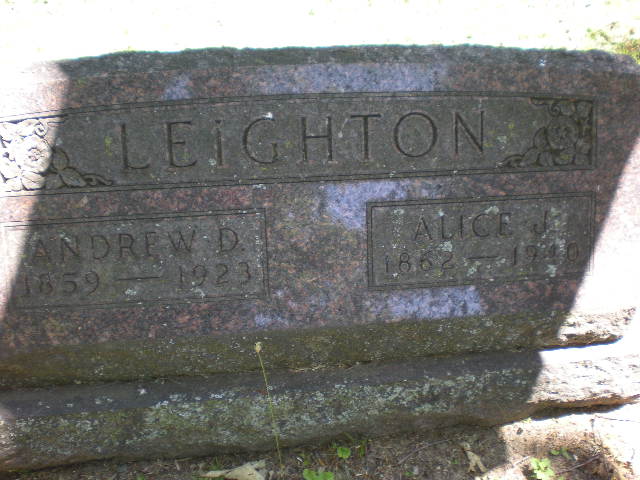 LEIGHTON
ANDREW D.
1859 — 1923
ALICE J.
1862 — 1940